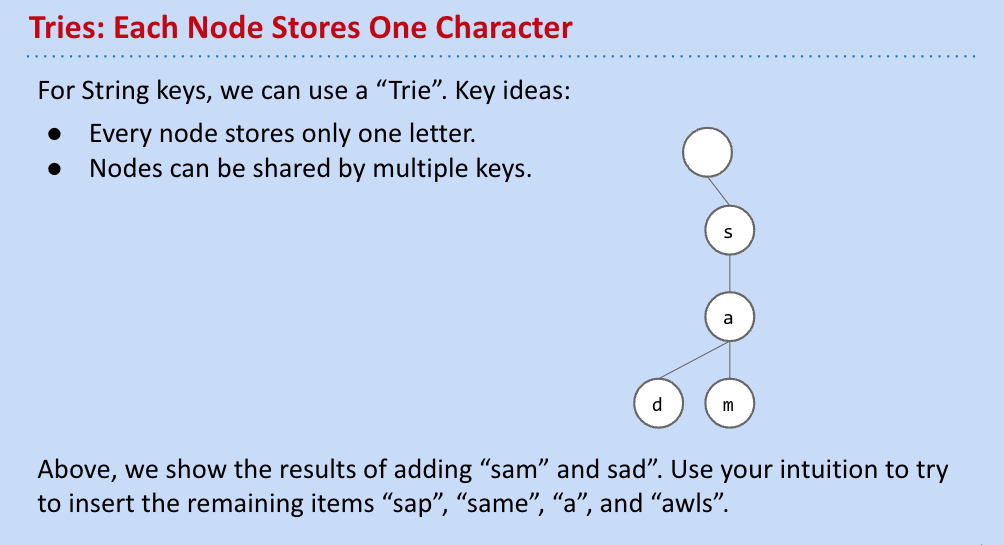 Tries: Each Node Stores One Character
For String keys, we can use a “Trie”. Key ideas:
● Every node stores only one letter.
● Nodes can be shared by multiple keys.
s
a
d m
Above, we show the results of adding “sam” and sad”. Use your intuition to try
to insert the remaining items “sap”, “same”, “a”, and “awls”.